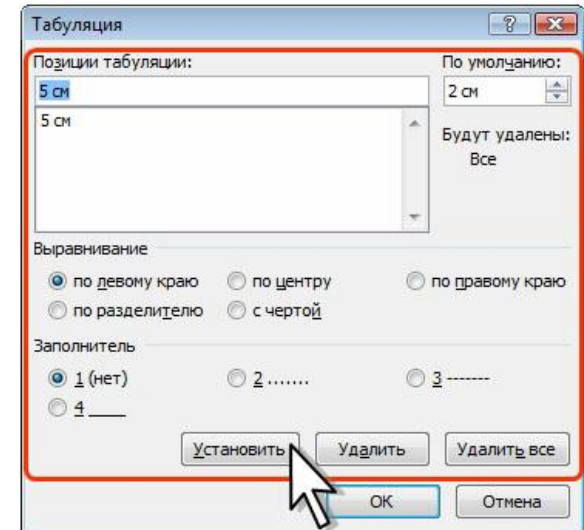 Табуляция
Позиции табуляции:
По умолчанию:
5 см
2 см
5 см
Будут удалены:
Все
Выравнивание
по левому краю
по центру
по правому краю
по разделителю
с чертой
Заполнитель
1 (нет)
2 .......
3 -------
4 ____
Установить
Удалить
Удалить все
ОК
Отмена